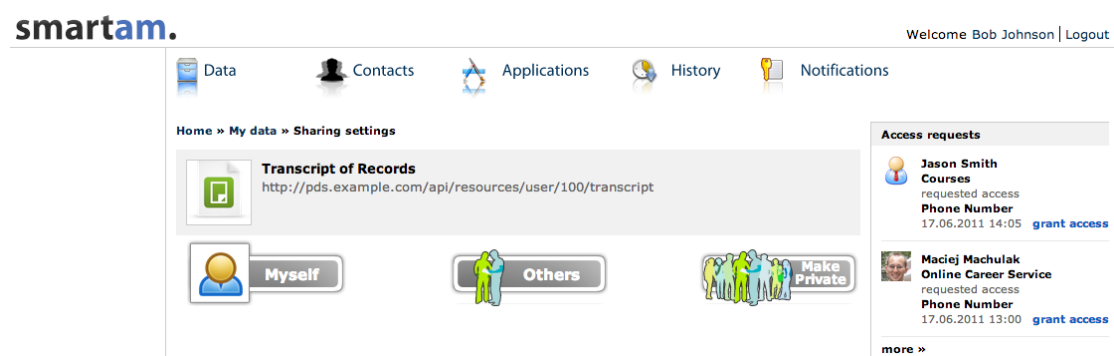 smartam.
Welcome Bob Johnson | Logout
Data
Contacts
Applications
History
Notifications
Home » My data » Sharing settings
Transcript of Records
http://pds.example.com/api/resources/user/100/transcript
Myself
Others
Make
Private
Access requests
Jason Smith
Courses
requested access
Phone Number
17.06.2011 14:05 grant access
Maciej Machulak
Online Career Service
requested access
Phone Number
17.06.2011 13:00 grant access
more »